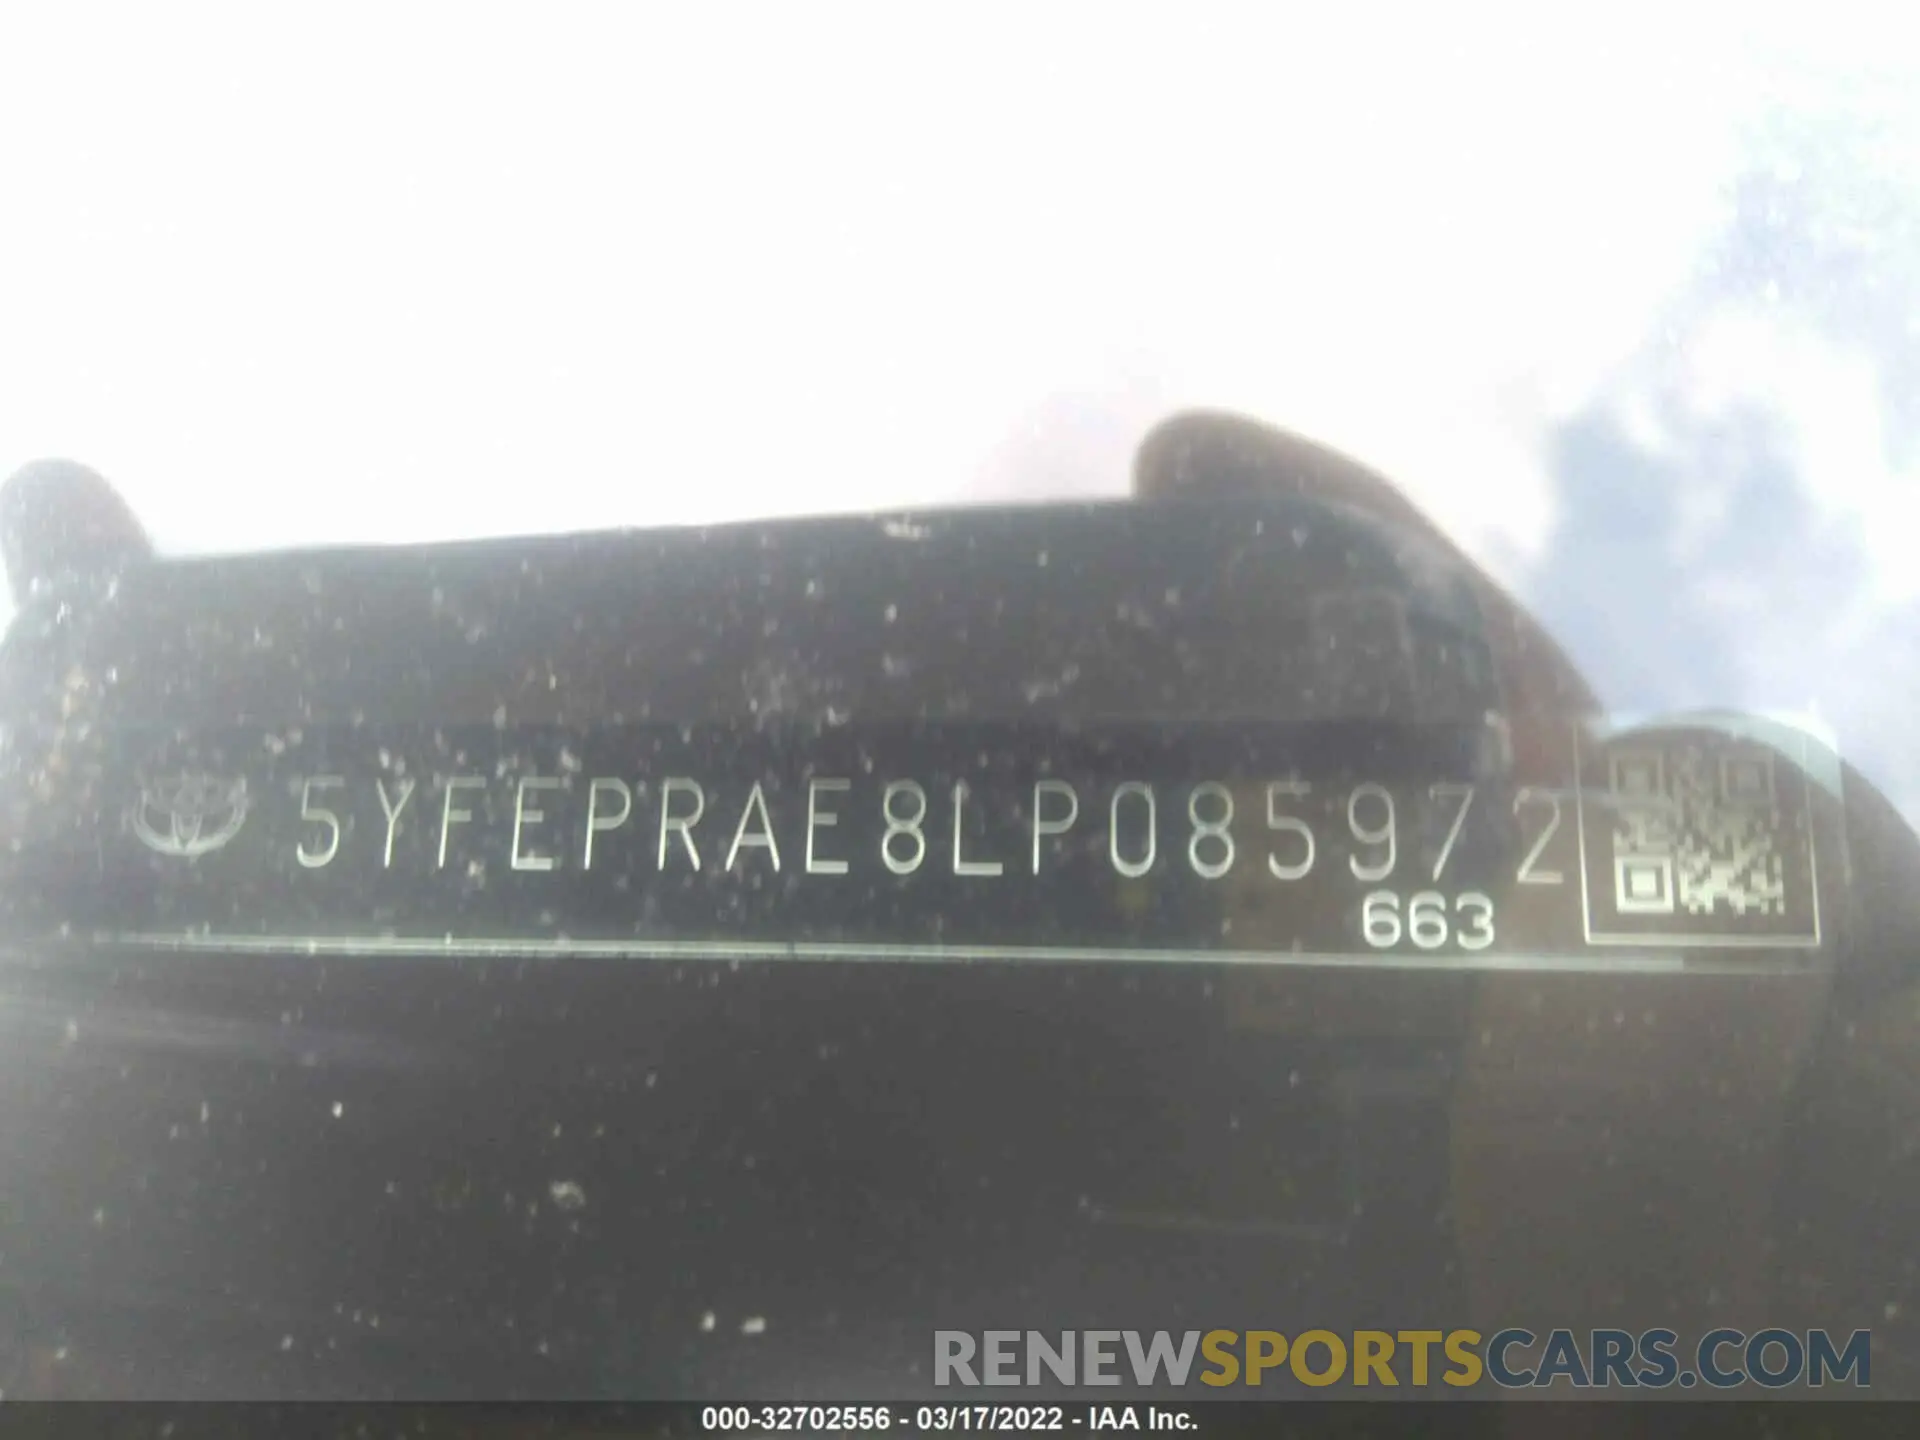 5YFEPRAE8LP085972
663
RENEWSPORTSCARS.COM
000-32702556 - 03/17/2022 - IAA Inc.